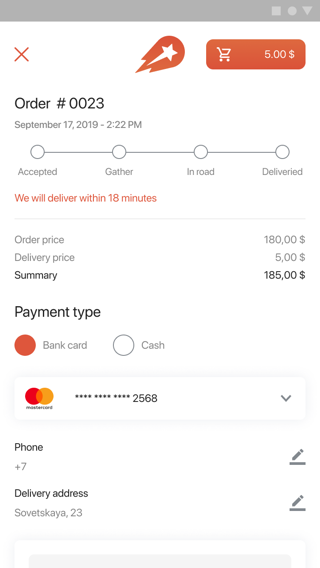 5.00 $
Order # 0023
September 17, 2019 - 2:22 PM
Accepted Gather In road Deliveried
We will deliver within 18 minutes
Order price 180,00 $
Delivery price 5,00 $
Summary 185,00 $
Payment type
Bank card Cash
mastercard **** **** **** 2568
Phone
+7
Delivery address
Sovetskaya, 23